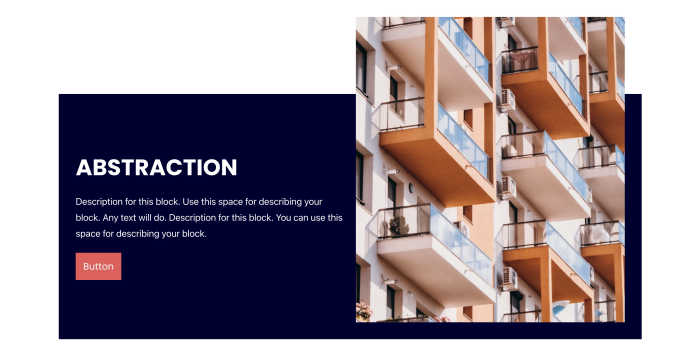 ABSTRACTION
Description for this block. Use this space for describing your
block. Any text will do. Description for this block. You can use this
space for describing your block.
Button